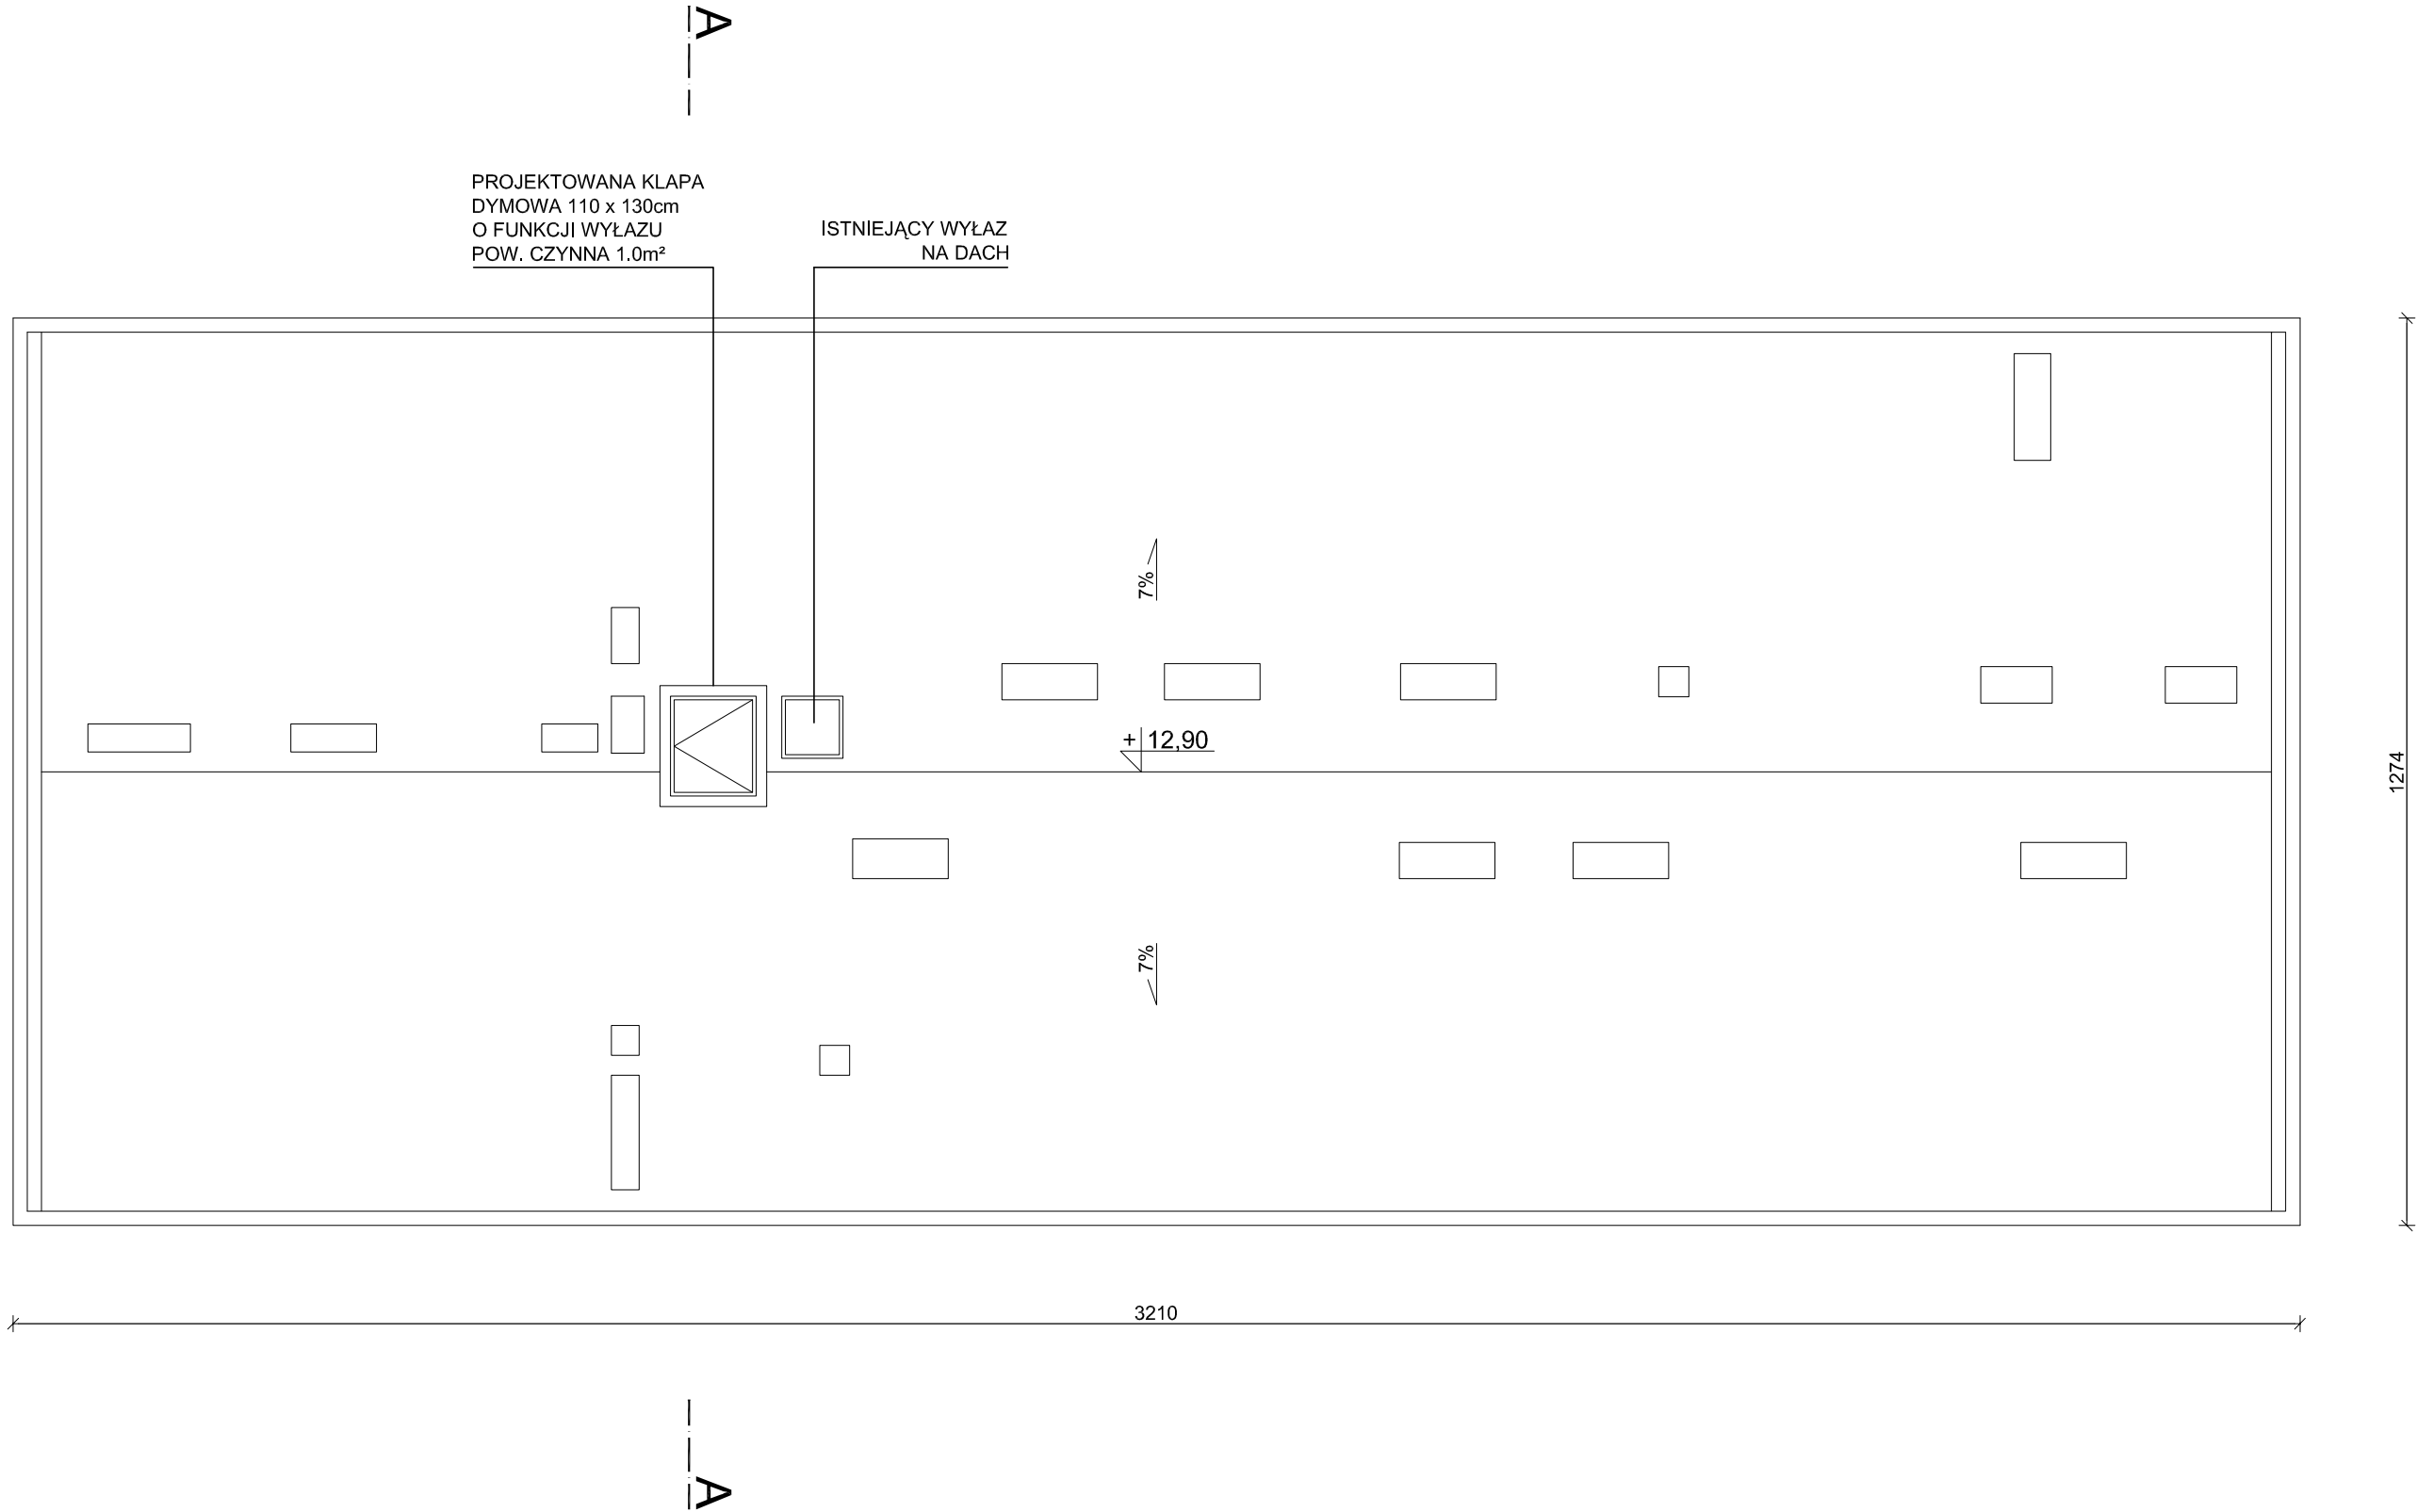 A
PROJEKTOWANA KLAPA
DYMOWA 110 x 130cm
O FUNKCJI WYŁAZU
POW. CZYNNA 1.0m²
ISTNIEJĄCY WYŁAZ
NA DACH
7%
+ 12,90
1274
7%
3210
A